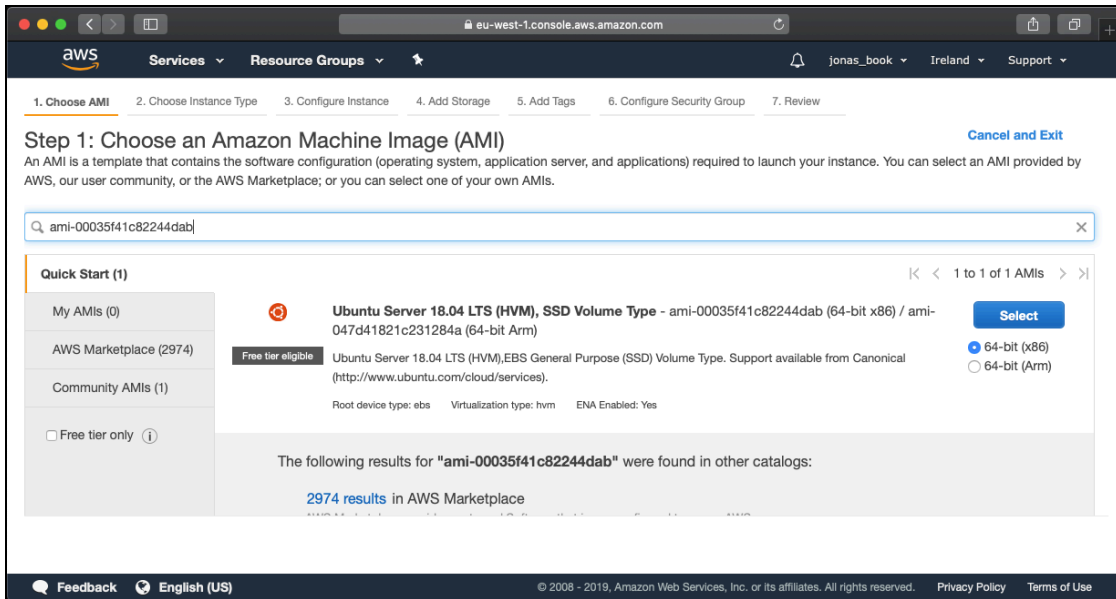 eu-west-1.console.aws.amazon.com
aws Services Resource Groups jonas_book Ireland Support
1. Choose AMI 2. Choose Instance Type 3. Configure Instance 4. Add Storage 5. Add Tags 6. Configure Security Group 7. Review
Step 1: Choose an Amazon Machine Image (AMI) Cancel and Exit
An AMI is a template that contains the software configuration (operating system, application server, and applications) required to launch your instance. You can select an AMI provided by
AWS, our user community, or the AWS Marketplace; or you can select one of your own AMIs.
ami-00035f41c82244dab
Quick Start (1) 1 to 1 of 1 AMIs
My AMIs (0)
AWS Marketplace (2974)
Community AMIs (1)
Free tier only
Ubuntu Server 18.04 LTS (HVM), SSD Volume Type - ami-00035f41c82244dab (64-bit x86) / ami-
047d41821c231284a (64-bit Arm)
Free tier eligible
Ubuntu Server 18.04 LTS (HVM),EBS General Purpose (SSD) Volume Type. Support available from Canonical
(http://www.ubuntu.com/cloud/services).
Root device type: ebs Virtualization type: hvm ENA Enabled: Yes
Select
64-bit (x86)
64-bit (Arm)
The following results for "ami-00035f41c82244dab" were found in other catalogs:
2974 results in AWS Marketplace
Feedback English (US) © 2008 - 2019, Amazon Web Services, Inc. or its affiliates. All rights reserved. Privacy Policy Terms of Use